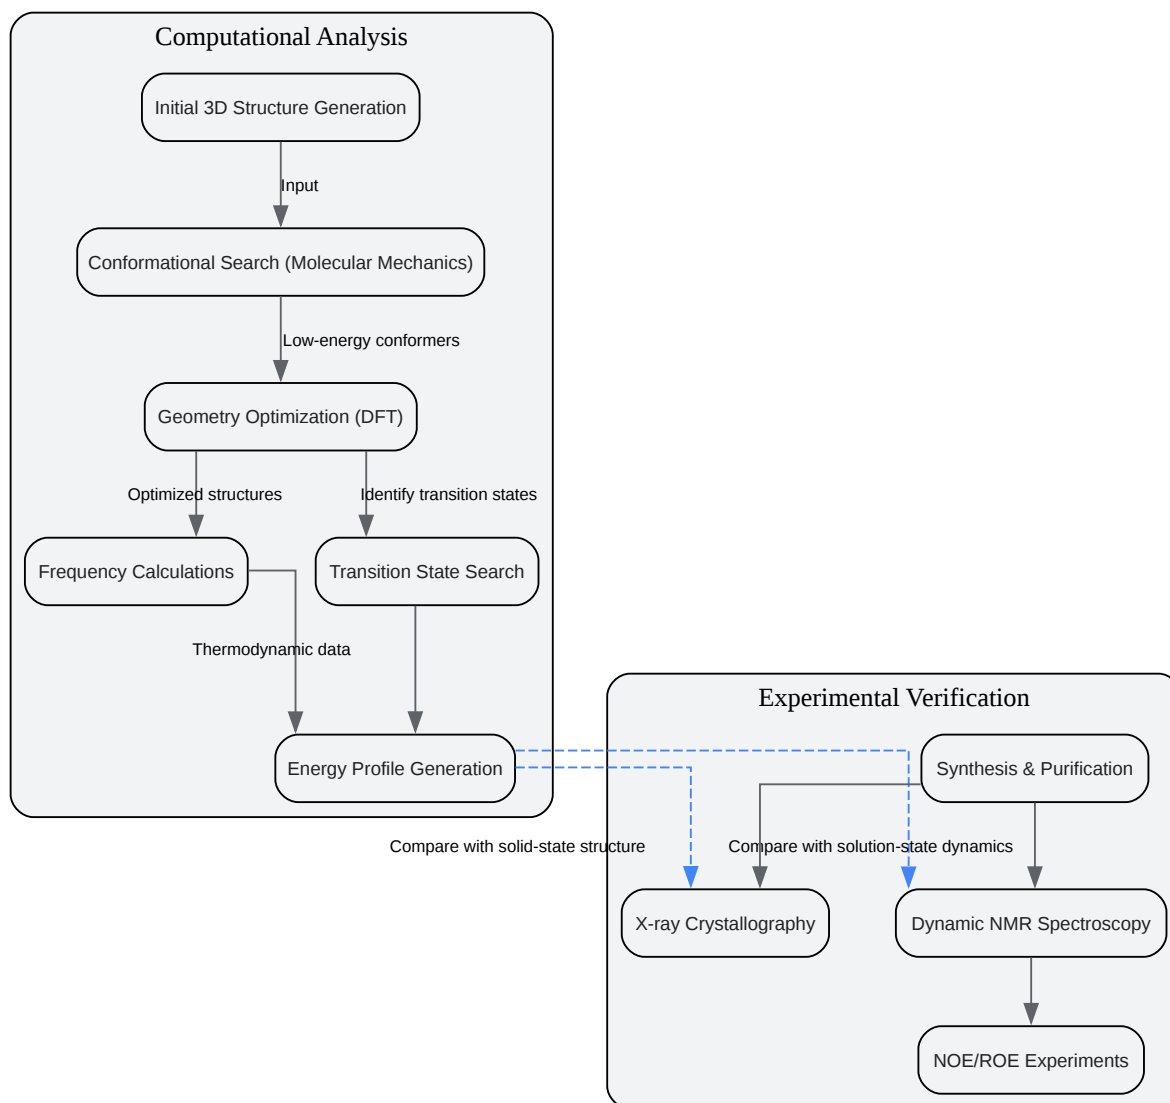 Computational Analysis
Initial 3D Structure Generation
Input
Conformational Search (Molecular Mechanics)
Low-energy conformers
Geometry Optimization (DFT)
Optimized structures
Identify transition states
Frequency Calculations
Transition State Search
Thermodynamic data
Experimental Verification
Energy Profile Generation
Synthesis & Purification
Compare with solid-state structure
Compare with solution-state dynamics
X-ray Crystallography
Dynamic NMR Spectroscopy
NOE/ROE Experiments